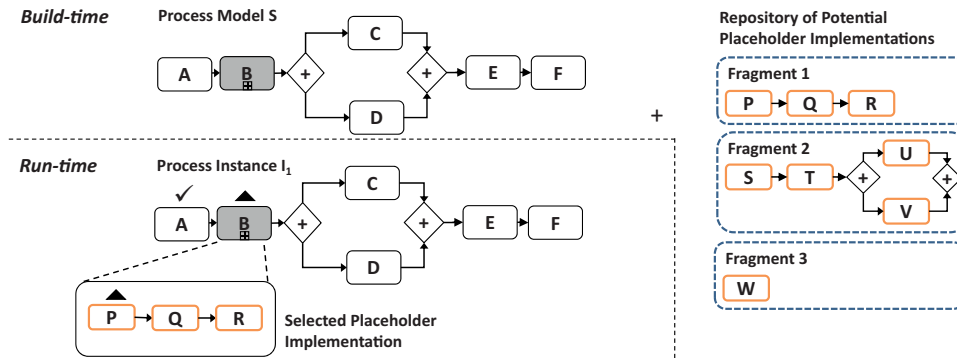 Build-time
Process Model S
A
B
+
C
D
+
E
F
+
Run-time
Process Instance I1
A
B
+
C
D
+
E
F
P
Q
R
Selected Placeholder
Implementation
Repository of Potential
Placeholder Implementations
Fragment 1
P
Q
R
Fragment 2
S
T
+
U
V
+
Fragment 3
W